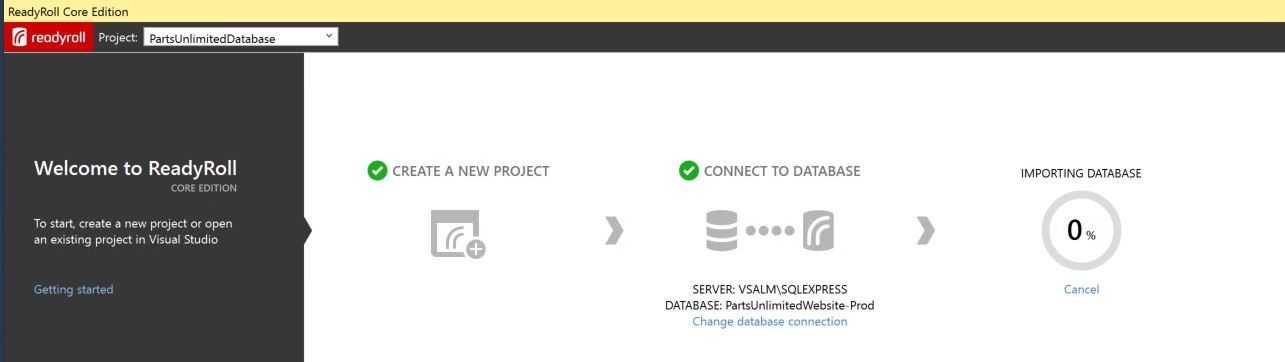 ReadyRoll Core Edition
readyroll
Project: PartsUnlimitedDatabase
Welcome to ReadyRoll
CORE EDITION
To start, create a new project or open
an existing project in Visual Studio
Getting started
CREATE A NEW PROJECT
CONNECT TO DATABASE
SERVER: VSALM\SQLEXPRESS
DATABASE: PartsUnlimitedWebsite-Prod
Change database connection
IMPORTING DATABASE
0 %
Cancel